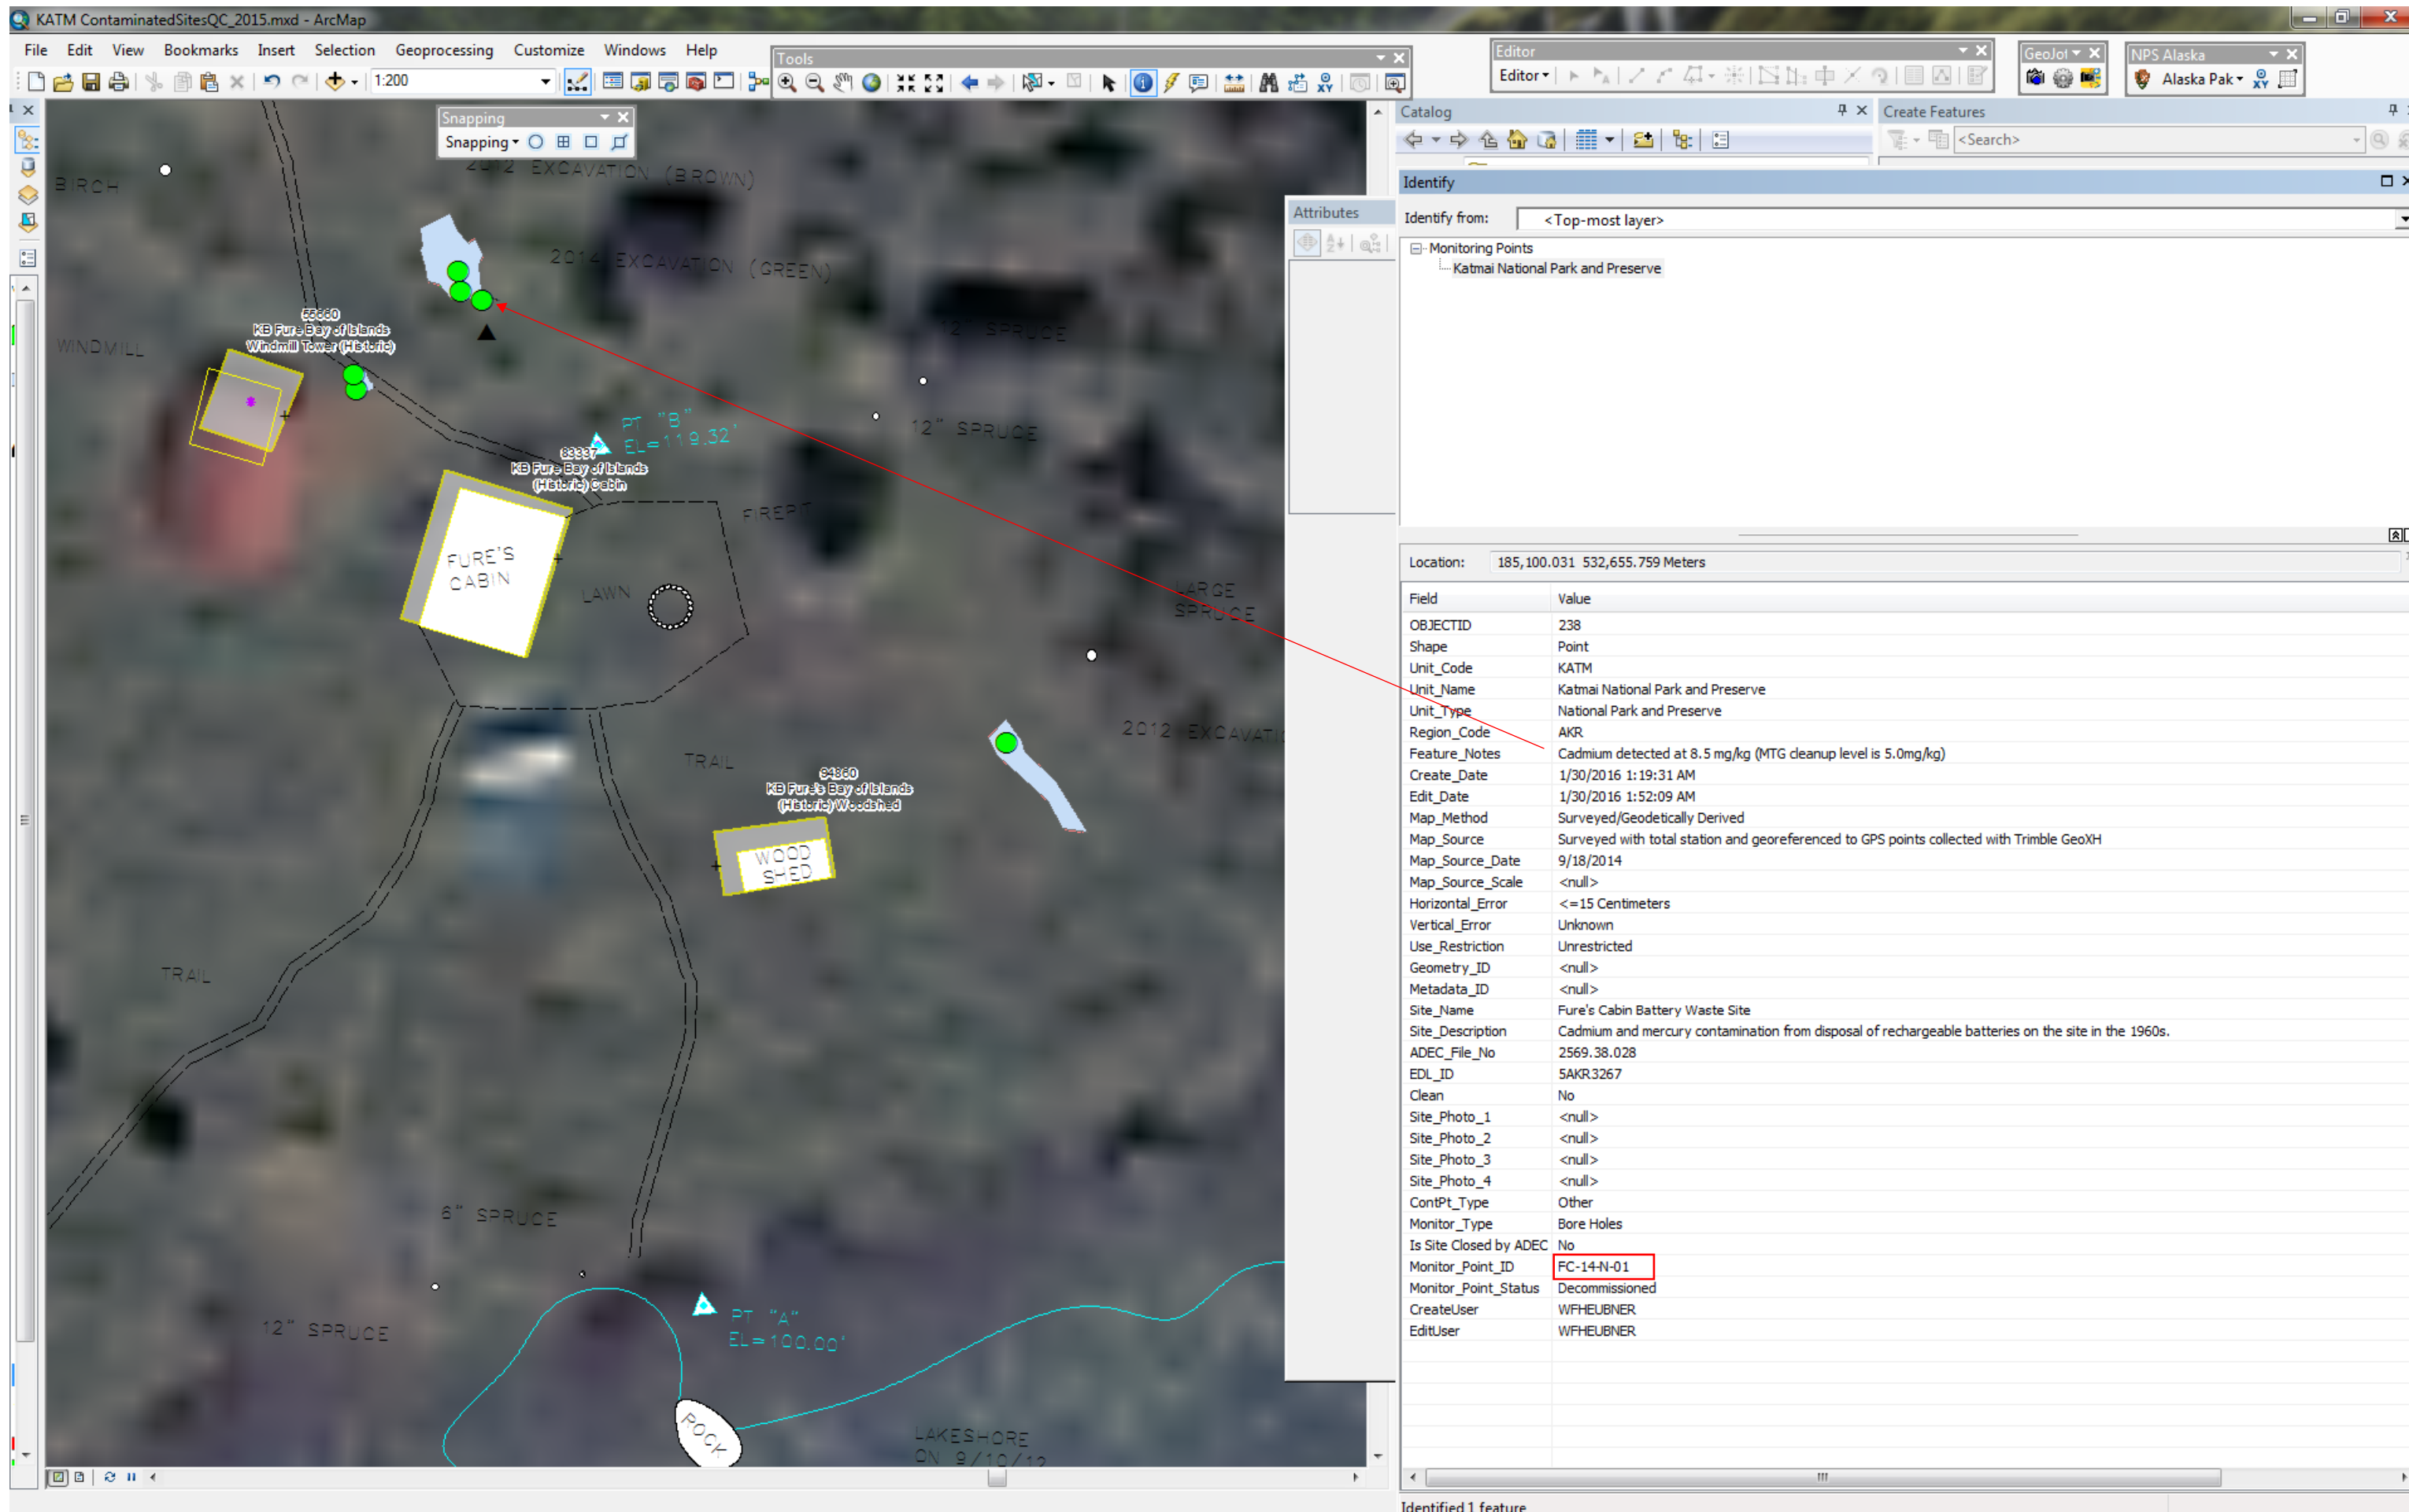 KATM ContaminatedSitesQC_2015.mxd - ArcMap
File Edit View Bookmarks Insert Selection Geoprocessing Customize Windows Help
Tools
Editor
GeoJot
NPS Alaska
1:200
Editor
Alaska Pak
Snapping
Snapping
Catalog
Create Features
<Search>
Identify
Identify from: <Top-most layer>
Monitoring Points
Katmai National Park and Preserve
Attributes
BIRCH
2012 EXCAVATION (BROWN)
2014 EXCAVATION (GREEN)
WINDMILL
KB Fure Bay of Islands
Windmill Tower (Historic)
12" SPRUCE
12" SPRUCE
PT "B"
EL=119.32'
83337
KB Fure Bay of Islands
(Historic) Cabin
FIREPIT
FURE'S
CABIN
LAWN
LARGE
SPRUCE
2012 EXCAVATI
TRAIL
94860
KB Fure's Bay of Islands
(Historic) Woodshed
WOOD
SHED
TRAIL
6" SPRUCE
12" SPRUCE
PT "A"
EL=100.00'
ROCK
LAKESHORE
ON 9/10/12
Location: 185,100.031 532,655.759 Meters
Field Value
OBJECTID 238
Shape Point
Unit_Code KATM
Unit_Name Katmai National Park and Preserve
Unit_Type National Park and Preserve
Region_Code AKR
Feature_Notes Cadmium detected at 8.5 mg/kg (MTG cleanup level is 5.0mg/kg)
Create_Date 1/30/2016 1:19:31 AM
Edit_Date 1/30/2016 1:52:09 AM
Map_Method Surveyed/Geodetically Derived
Map_Source Surveyed with total station and georeferenced to GPS points collected with Trimble GeoXH
Map_Source_Date 9/18/2014
Map_Source_Scale <null>
Horizontal_Error <=15 Centimeters
Vertical_Error Unknown
Use_Restriction Unrestricted
Geometry_ID <null>
Metadata_ID <null>
Site_Name Fure's Cabin Battery Waste Site
Site_Description Cadmium and mercury contamination from disposal of rechargeable batteries on the site in the 1960s.
ADEC_File_No 2569.38.028
EDL_ID 5AKR3267
Clean No
Site_Photo_1 <null>
Site_Photo_2 <null>
Site_Photo_3 <null>
Site_Photo_4 <null>
ContPt_Type Other
Monitor_Type Bore Holes
Is Site Closed by ADEC No
Monitor_Point_ID FC-14-N-01
Monitor_Point_Status Decommissioned
CreateUser WFHEUBNER
EditUser WFHEUBNER
Identified 1 feature